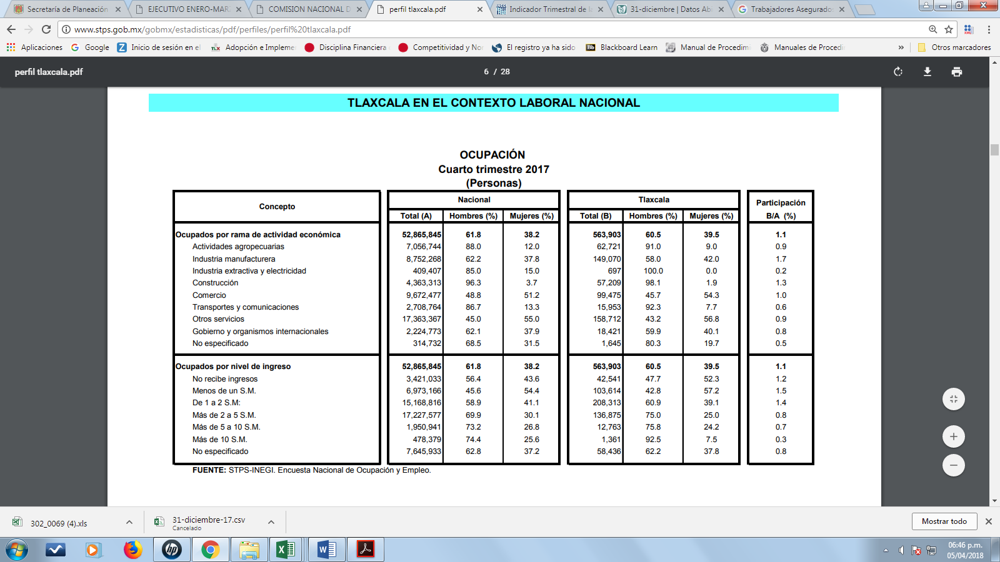 Secretaría de Planeación
EJECUTIVO ENERO-MAR
COMISION NACIONAL D
perfil tlaxcala.pdf
Indicador Trimestral de la
31-diciembre | Datos Abi
Trabajadores Asegurados
www.stps.gob.mx/gobmx/estadisticas/pdf/perfiles/perfil%20tlaxcala.pdf
Aplicaciones Google Inicio de sesión en el Adopción e Impleme Disciplina Financiera Competitividad y No El registro ya ha sido Blackboard Learn Manual de Procedim Manuales de Procedi » Otros marcadores
perfil tlaxcala.pdf 6 / 28
TLAXCALA EN EL CONTEXTO LABORAL NACIONAL
OCUPACIÓN
Cuarto trimestre 2017
(Personas)
Concepto Nacional Tlaxcala Participación
Total (A) Hombres (%) Mujeres (%) Total (B) Hombres (%) Mujeres (%) B/A (%)
Ocupados por rama de actividad económica 52,865,845 61.8 38.2 563,903 60.5 39.5 1.1
Actividades agropecuarias 7,056,744 88.0 12.0 62,721 91.0 9.0 0.9
Industria manufacturera 8,752,268 62.2 37.8 149,070 58.0 42.0 1.7
Industria extractiva y electricidad 409,407 85.0 15.0 697 100.0 0.0 0.2
Construcción 4,363,313 96.3 3.7 57,209 98.1 1.9 1.3
Comercio 9,672,477 48.8 51.2 99,475 45.7 54.3 1.0
Transportes y comunicaciones 2,708,764 86.7 13.3 15,953 92.3 7.7 0.6
Otros servicios 17,363,367 45.0 55.0 158,712 43.2 56.8 0.9
Gobierno y organismos internacionales 2,224,773 62.1 37.9 18,421 59.9 40.1 0.8
No especificado 314,732 68.5 31.5 1,645 80.3 19.7 0.5
Ocupados por nivel de ingreso 52,865,845 61.8 38.2 563,903 60.5 39.5 1.1
No recibe ingresos 3,421,033 56.4 43.6 42,541 47.7 52.3 1.2
Menos de un S.M. 6,973,166 45.6 54.4 103,614 42.8 57.2 1.5
De 1 a 2 S.M: 15,168,816 58.9 41.1 208,313 60.9 39.1 1.4
Más de 2 a 5 S.M. 17,227,577 69.9 30.1 136,875 75.0 25.0 0.8
Más de 5 a 10 S.M. 1,950,941 73.2 26.8 12,763 75.8 24.2 0.7
Más de 10 S.M. 478,379 74.4 25.6 1,361 92.5 7.5 0.3
No especificado 7,645,933 62.8 37.2 58,436 62.2 37.8 0.8
FUENTE: STPS-INEGI. Encuesta Nacional de Ocupación y Empleo.
302_0069 (4).xls
31-diciembre-17.csv
Cancelado
Mostrar todo
06:46 p.m.
05/04/2018